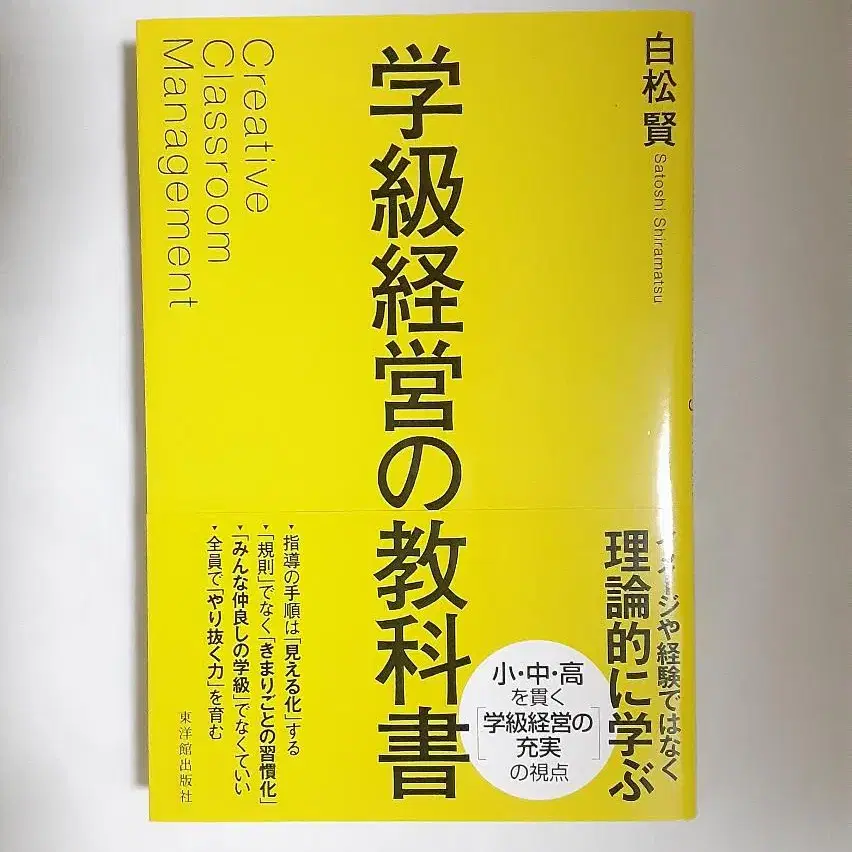 白松 賢
Satoshi Shiramatsu
学級経営の教科書
Creative
Classroom
Management
イメージや経験ではなく
理論的に学ぶ
小・中・高
を貫く
[学級経営の
充実]
の視点
▾指導の手順は「見える化」する
▾「規則」でなく「きまりごとの習慣化」
▾「みんな仲良しの学級」でなくていい
▾全員で「やり抜く力」を育む
東洋館出版社